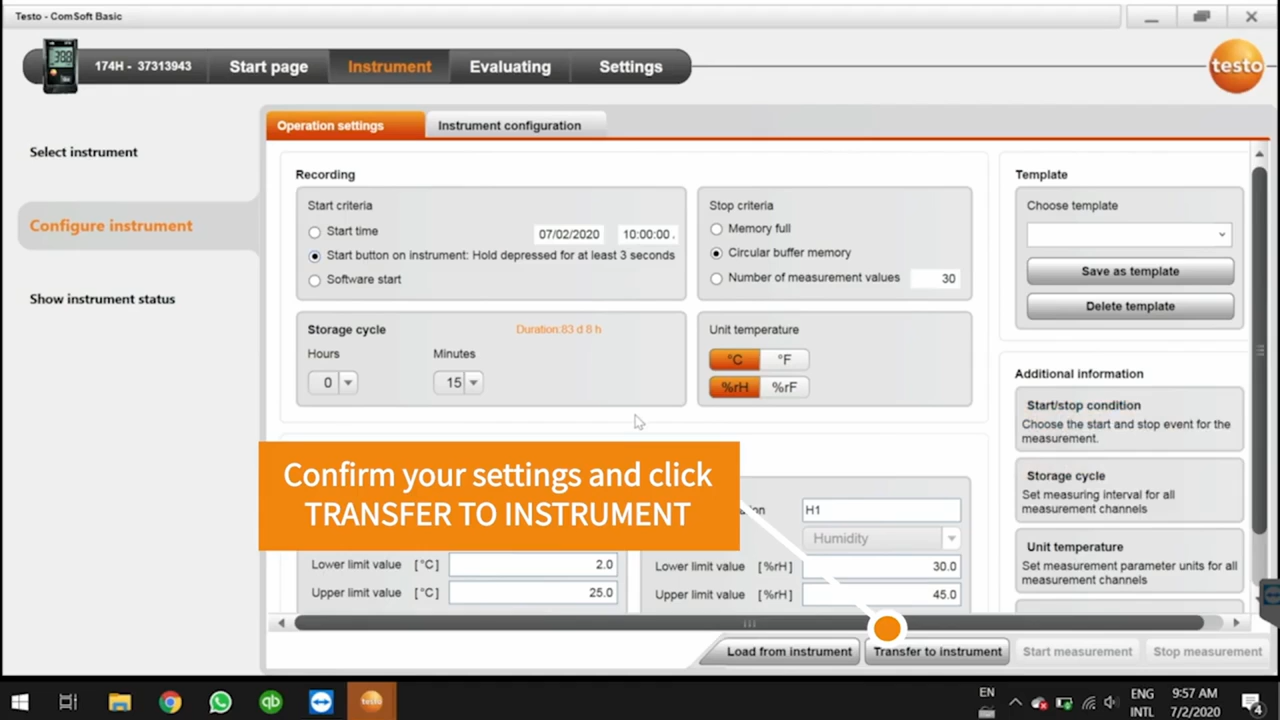 Testo - ComSoft Basic
174H - 37313943
Start page
Instrument
Evaluating
Settings
testo
Select instrument
Configure instrument
Show instrument status
Operation settings
Instrument configuration
Recording
Start criteria
Start time
07/02/2020
10:00:00 .
Start button on instrument: Hold depressed for at least 3 seconds
Software start
Stop criteria
Memory full
Circular buffer memory
Number of measurement values
30
Storage cycle
Duration:83 d 8 h
Hours
Minutes
0
15
Unit temperature
°C
°F
%rH
%rF
Template
Choose template
Save as template
Delete template
Additional information
Start/stop condition
Choose the start and stop event for the
measurement.
Storage cycle
Set measuring interval for all
measurement channels
Unit temperature
Set measurement parameter units for all
measurement channels
Confirm your settings and click
TRANSFER TO INSTRUMENT
H1
Humidity
Lower limit value [°C]
2.0
Upper limit value [°C]
25.0
Lower limit value [%rH]
30.0
Upper limit value [%rH]
45.0
Load from instrument
Transfer to instrument
Start measurement
Stop measurement
qb
testo
EN
ENG
INTL
9:57 AM
7/2/2020
4